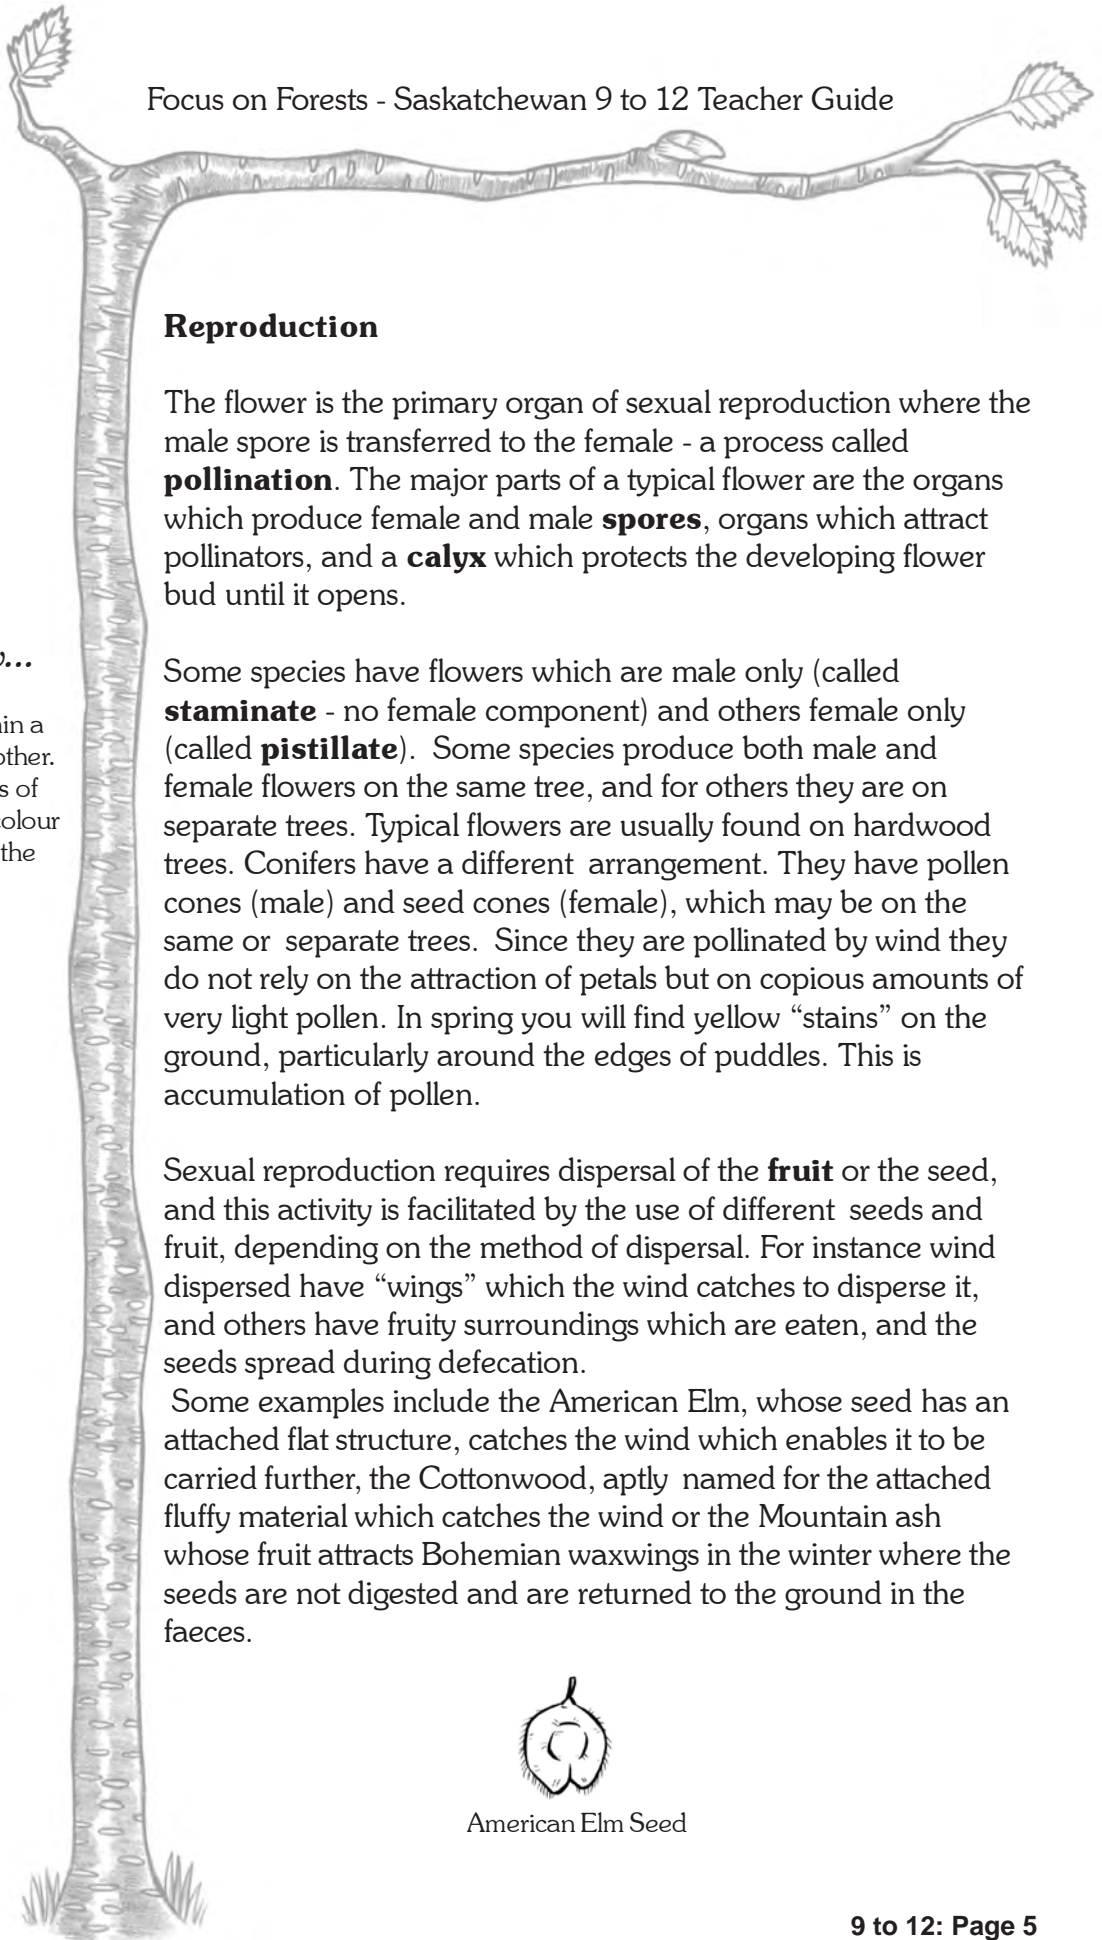 Focus on Forests - Saskatchewan 9 to 12 Teacher Guide
Reproduction
The flower is the primary organ of sexual reproduction where the
male spore is transferred to the female - a process called
pollination. The major parts of a typical flower are the organs
which produce female and male spores, organs which attract
pollinators, and a calyx which protects the developing flower
bud until it opens.
Some species have flowers which are male only (called
staminate - no female component) and others female only
(called pistillate).  Some species produce both male and
female flowers on the same tree, and for others they are on
separate trees. Typical flowers are usually found on hardwood
trees. Conifers have a different  arrangement. They have pollen
cones (male) and seed cones (female), which may be on the
same or  separate trees.  Since they are pollinated by wind they
do not rely on the attraction of petals but on copious amounts of
very light pollen. In spring you will find yellow “stains” on the
ground, particularly around the edges of puddles. This is
accumulation of pollen.
Sexual reproduction requires dispersal of the fruit or the seed,
and this activity is facilitated by the use of different  seeds and
fruit, depending on the method of dispersal. For instance wind
dispersed have “wings” which the wind catches to disperse it,
and others have fruity surroundings which are eaten, and the
seeds spread during defecation.
Some examples include the American Elm, whose seed has an
attached flat structure, catches the wind which enables it to be
carried further, the Cottonwood, aptly  named for the attached
fluffy material which catches the wind or the Mountain ash
whose fruit attracts Bohemian waxwings in the winter where the
seeds are not digested and are returned to the ground in the
faeces.
American Elm Seed
9 to 12: Page 5
a
of
colour
the